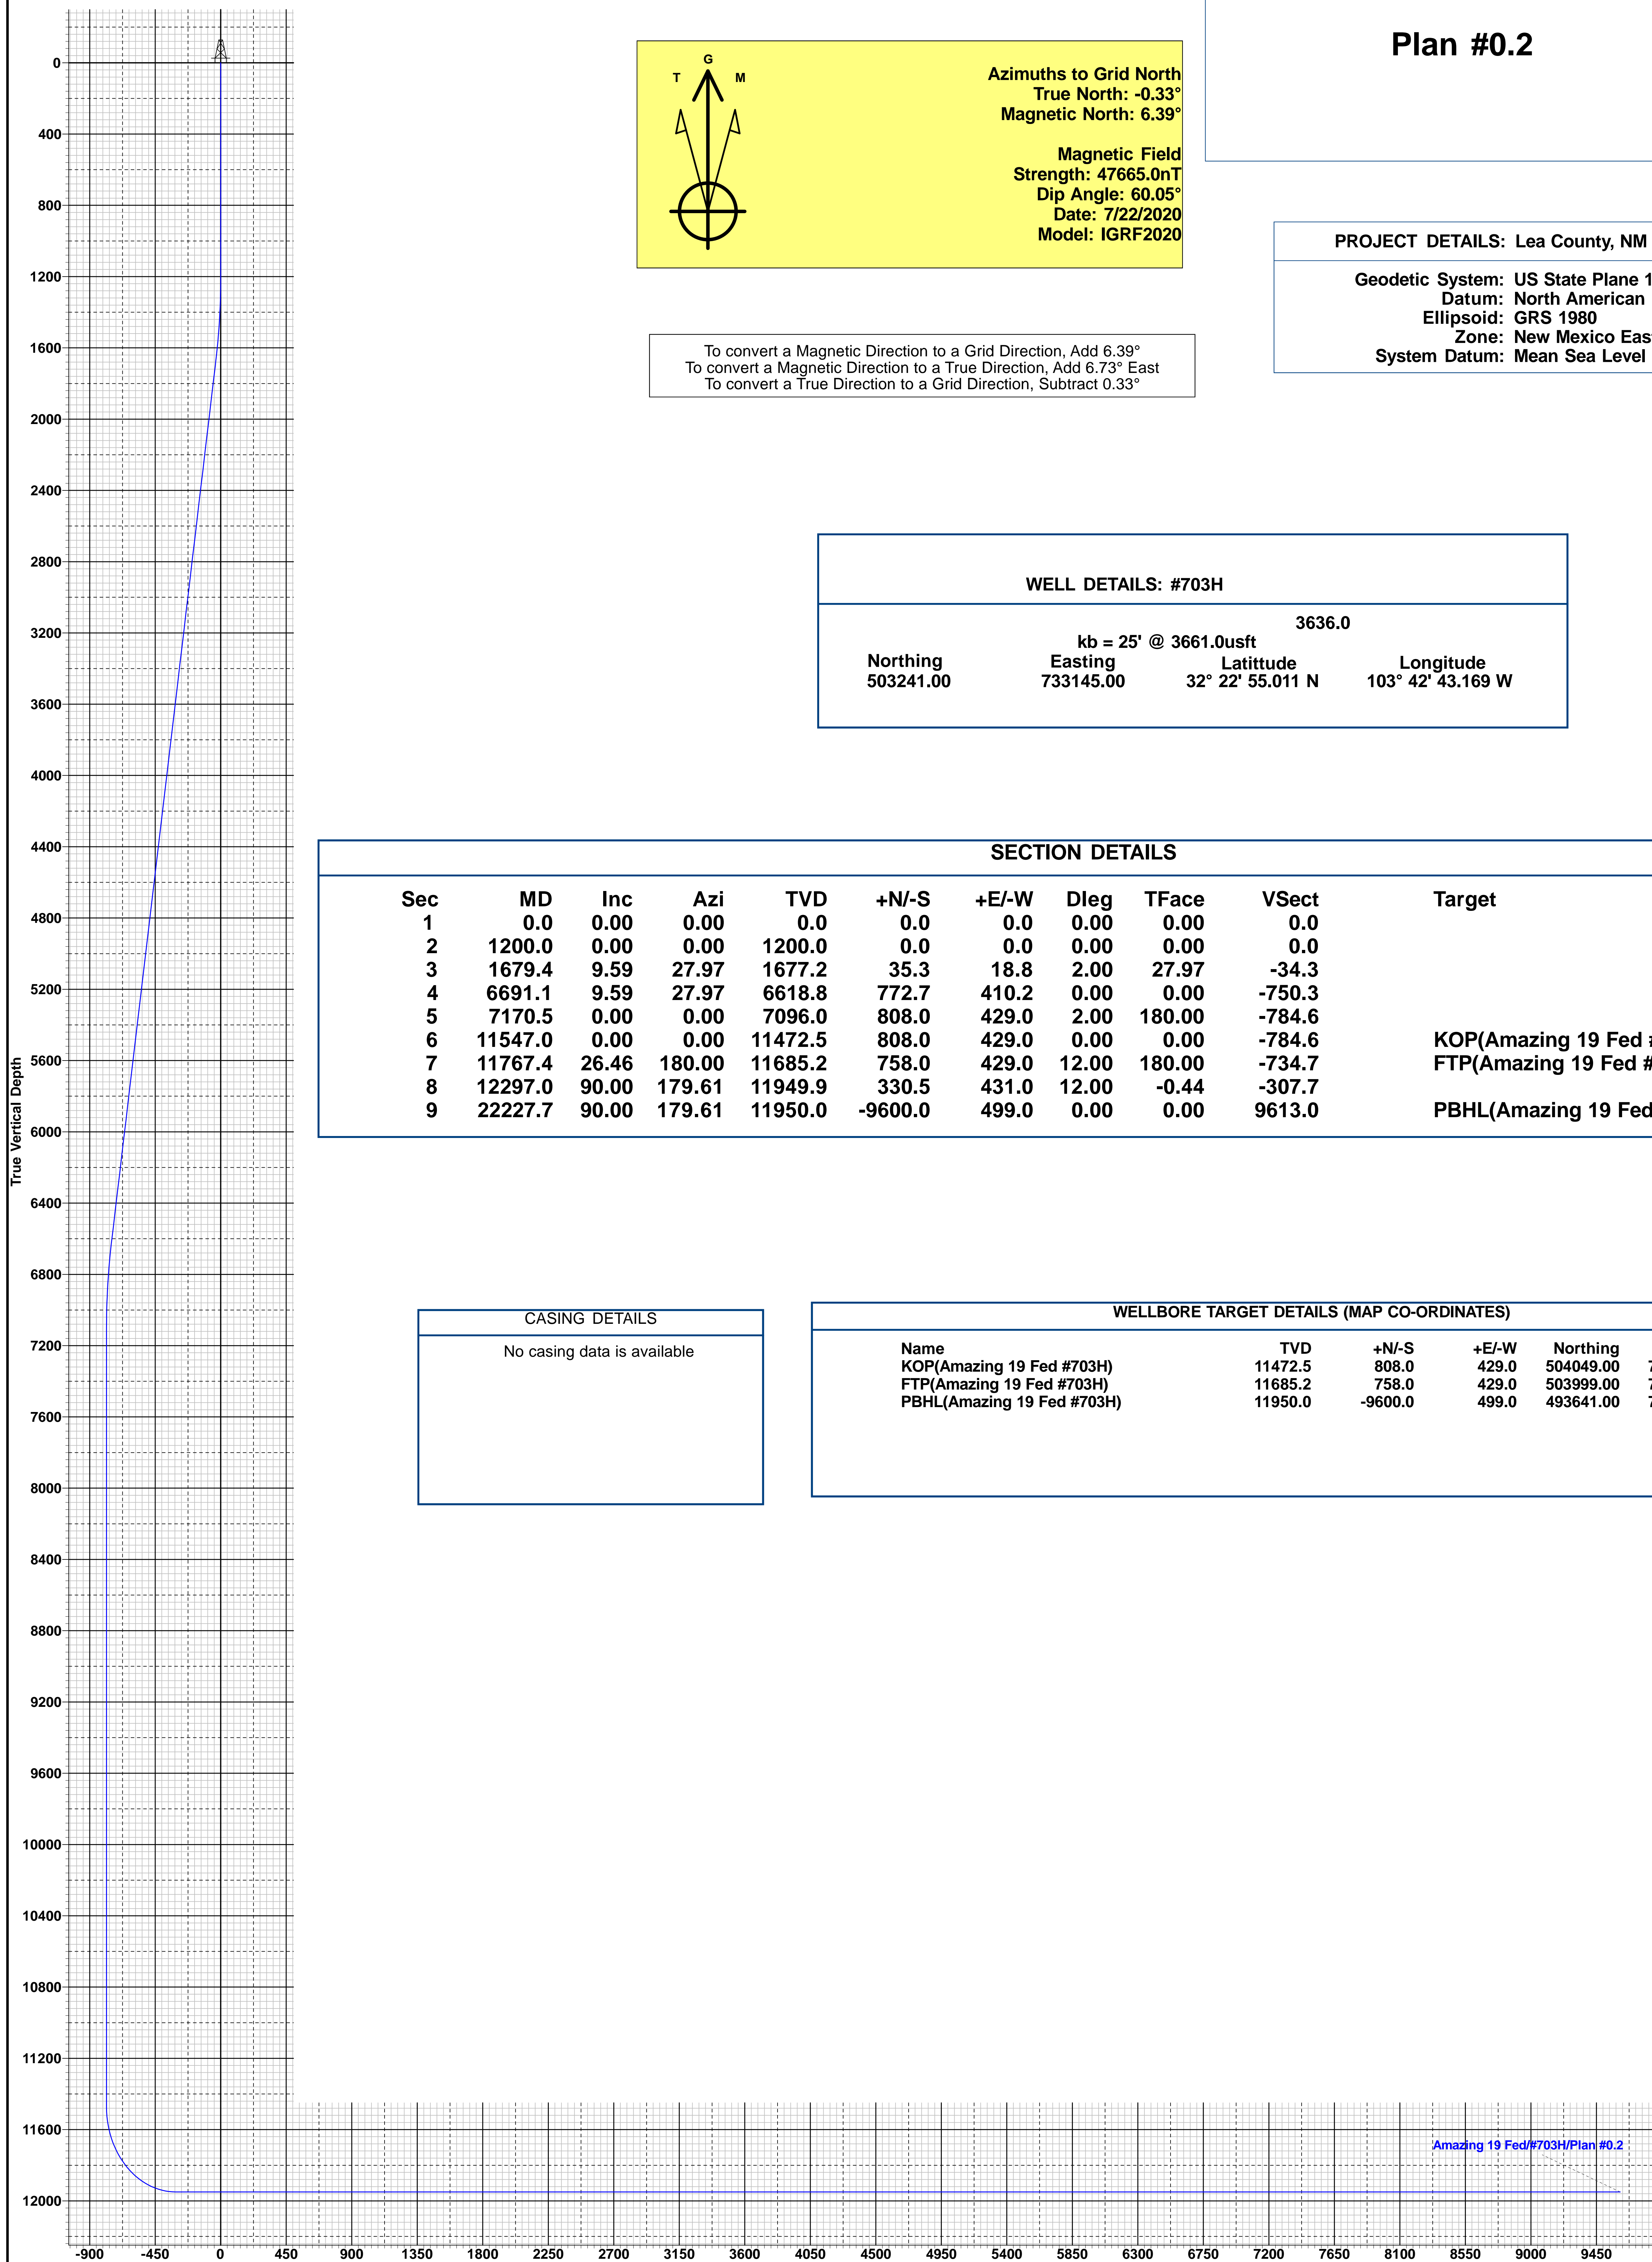 Plan #0.2
G
T M
Azimuths to Grid North
True North: -0.33°
Magnetic North: 6.39°
Magnetic Field
Strength: 47665.0nT
Dip Angle: 60.05°
Date: 7/22/2020
Model: IGRF2020
PROJECT DETAILS: Lea County, NM
Geodetic System: US State Plane 1
Datum: North American
Ellipsoid: GRS 1980
Zone: New Mexico Eas
System Datum: Mean Sea Level
To convert a Magnetic Direction to a Grid Direction, Add 6.39°
To convert a Magnetic Direction to a True Direction, Add 6.73° East
To convert a True Direction to a Grid Direction, Subtract 0.33°
WELL DETAILS: #703H
3636.0
kb = 25' @ 3661.0usft
Northing Easting Latittude Longitude
503241.00 733145.00 32° 22' 55.011 N 103° 42' 43.169 W
SECTION DETAILS
Sec MD Inc Azi TVD +N/-S +E/-W Dleg TFace VSect Target
1 0.0 0.00 0.00 0.0 0.0 0.0 0.00 0.00 0.0
2 1200.0 0.00 0.00 1200.0 0.0 0.0 0.00 0.00 0.0
3 1679.4 9.59 27.97 1677.2 35.3 18.8 2.00 27.97 -34.3
4 6691.1 9.59 27.97 6618.8 772.7 410.2 0.00 0.00 -750.3
5 7170.5 0.00 0.00 7096.0 808.0 429.0 2.00 180.00 -784.6
6 11547.0 0.00 0.00 11472.5 808.0 429.0 0.00 0.00 -784.6 KOP(Amazing 19 Fed #
7 11767.4 26.46 180.00 11685.2 758.0 429.0 12.00 180.00 -734.7 FTP(Amazing 19 Fed #
8 12297.0 90.00 179.61 11949.9 330.5 431.0 12.00 -0.44 -307.7
9 22227.7 90.00 179.61 11950.0 -9600.0 499.0 0.00 0.00 9613.0 PBHL(Amazing 19 Fed
CASING DETAILS
No casing data is available
WELLBORE TARGET DETAILS (MAP CO-ORDINATES)
Name TVD +N/-S +E/-W Northing
KOP(Amazing 19 Fed #703H) 11472.5 808.0 429.0 504049.00 7
FTP(Amazing 19 Fed #703H) 11685.2 758.0 429.0 503999.00 7
PBHL(Amazing 19 Fed #703H) 11950.0 -9600.0 499.0 493641.00 7
True Vertical Depth
0
400
800
1200
1600
2000
2400
2800
3200
3600
4000
4400
4800
5200
5600
6000
6400
6800
7200
7600
8000
8400
8800
9200
9600
10000
10400
10800
11200
11600
12000
Amazing 19 Fed/#703H/Plan #0.2
-900 -450 0 450 900 1350 1800 2250 2700 3150 3600 4050 4500 4950 5400 5850 6300 6750 7200 7650 8100 8550 9000 9450